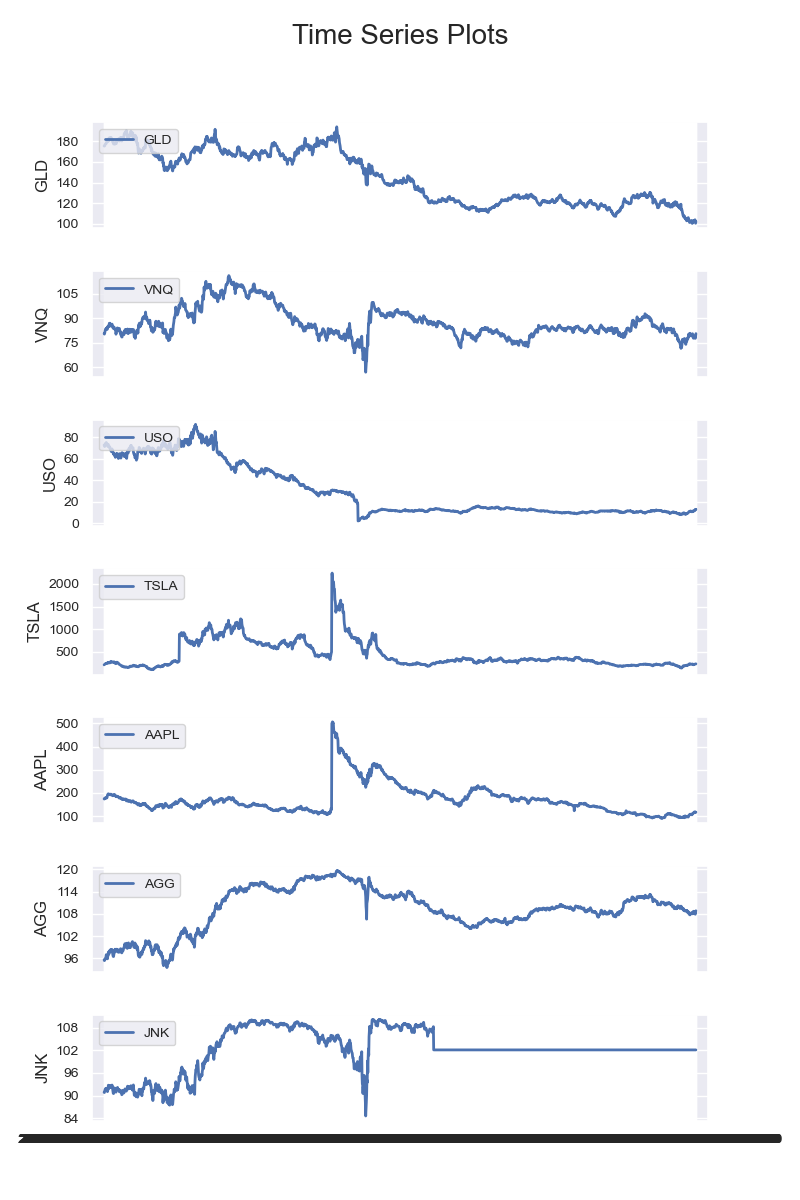 Time Series Plots
GLD
180
160
140
120
100
GLD
VNQ
105
90
75
60
VNQ
USO
80
60
40
20
0
USO
TSLA
2000
1500
1000
500
TSLA
AAPL
500
400
300
200
100
AAPL
AGG
120
114
108
102
96
AGG
JNK
108
102
96
90
84
JNK